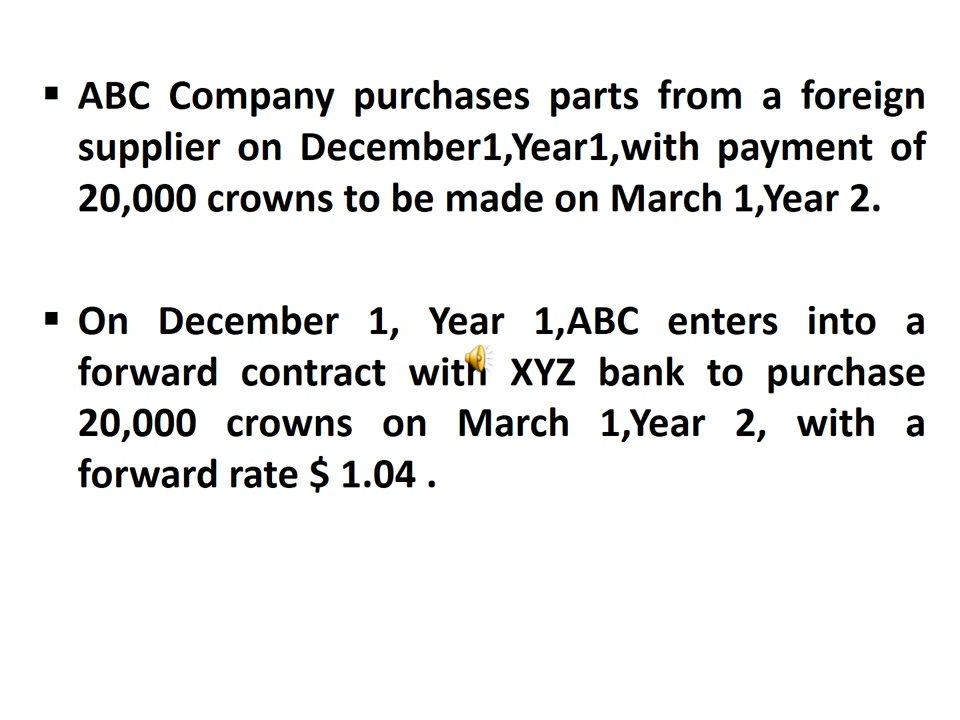 ▪ ABC Company purchases parts from a foreign
supplier on December1,Year1,with payment of
20,000 crowns to be made on March 1,Year 2.
▪ On December 1, Year 1,ABC enters into a
forward contract with XYZ bank to purchase
20,000 crowns on March 1,Year 2, with a
forward rate $ 1.04 .